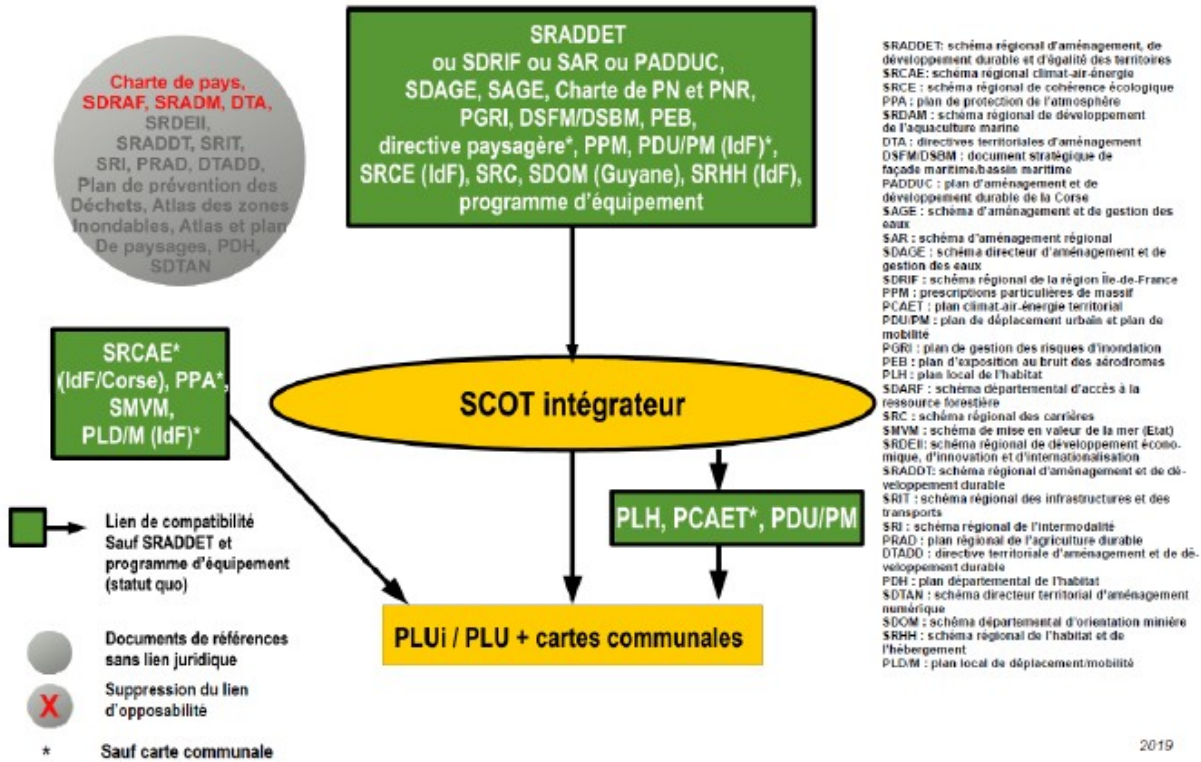 Charte de pays,
SDRAF, SRADM, DTA,
SRDEII,
SRADDT, SRIT,
SRI, PRAD, DTADD,
Plan de prévention des
Déchets, Atlas des zones
Inondables, Atlas et plan
De paysages, PDH,
SDTAN
SRADDET
ou SDRIF ou SAR ou PADDUC,
SDAGE, SAGE, Charte de PN et PNR,
PGRI, DSFM/DSBM, PEB,
directive paysagère*, PPM, PDU/PM (IdF)*,
SRCE (IdF), SRC, SDOM (Guyane), SRHH (IdF),
programme d'équipement
SRCAE*
(IdF/Corse), PPA*,
SMVM,
PLD/M (IdF)*
SCOT intégrateur
PLH, PCAET*, PDU/PM
PLUi / PLU + cartes communales
Lien de compatibilité
Sauf SRADDET et
programme d'équipement
(statut quo)
Documents de références
sans lien juridique
X
Suppression du lien
d'opposabilité
*
Sauf carte communale
SRADDET: schéma régional d'aménagement, de
développement durable et d'égalité des territoires
SRCAE: schéma régional climat-air-énergie
SRCE : schéma régional de cohérence écologique
PPA : plan de protection de l'atmosphère
SRDAM : schéma régional de développement
de l'aquaculture marine
DTA : directives territoriales d'aménagement
DSFM/DSBM : document stratégique de
façade maritime/bassin maritime
PADDUC : plan d'aménagement et de
développement durable de la Corse
SAGE : schéma d'aménagement et de gestion des
eaux
SAR : schéma d'aménagement régional
SDAGE : schéma directeur d'aménagement et de
gestion des eaux
SDRIF : schéma régional de la région Île-de-France
PPM : prescriptions particulières de massif
PCAET : plan climat-air-énergie territorial
PDU/PM : plan de déplacement urbain et plan de
mobilité
PGRI : plan de gestion des risques d'inondation
PEB : plan d'exposition au bruit des aérodromes
PLH : plan local de l'habitat
SDARF : schéma départemental d'accès à la
ressource forestière
SRC : schéma régional des carrières
SMVM : schéma de mise en valeur de la mer (Etat)
SRDEII: schéma régional de développement écono-
mique, d'innovation et d'internationalisation
SRADDT: schéma régional d'aménagement et de dé-
veloppement durable
SRIT : schéma régional des infrastructures et des
transports
SRI : schéma régional de l'intermodalité
PRAD : plan régional de l'agriculture durable
DTADD : directive territoriale d'aménagement et de dé-
veloppement durable
PDH : plan départemental de l'habitat
SDTAN : schéma directeur territorial d'aménagement
numérique
SDOM : schéma départemental d'orientation minière
SRHH : schéma régional de l'habitat et de
l'hébergement
PLD/M : plan local de déplacement/mobilité
2019